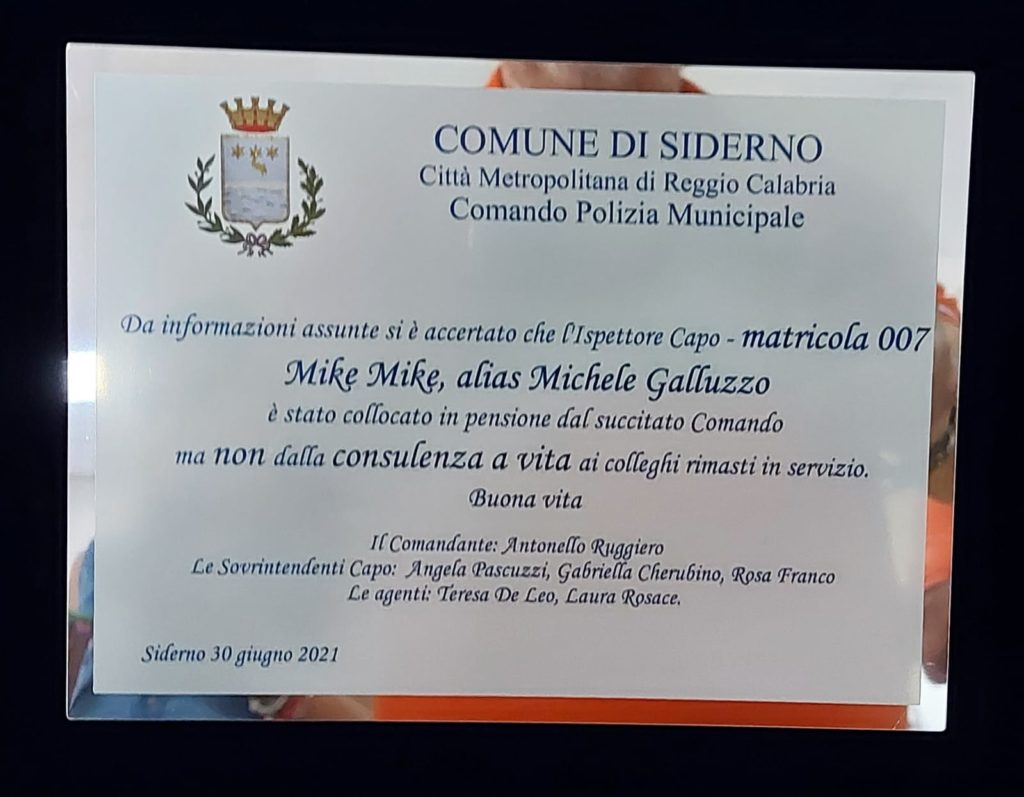 COMUNE DI SIDERNO
Città Metropolitana di Reggio Calabria
Comando Polizia Municipale
Da informazioni assunte si è accertato che l'Ispettore Capo - matricola 007
Mike Mike, alias Michele Galluzzo
è stato collocato in pensione dal succitato Comando
ma non dalla consulenza a vita ai colleghi rimasti in servizio.
Buona vita
Il Comandante: Antonello Ruggiero
Le Sovrintendenti Capo: Angela Pascuzzi, Gabriella Cherubino, Rosa Franco
Le agenti: Teresa De Leo, Laura Rosace.
Siderno 30 giugno 2021